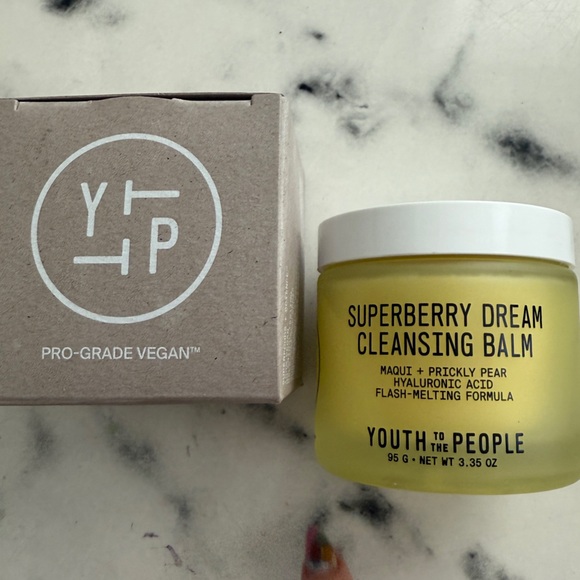 Y T
T P
PRO-GRADE VEGAN™
SUPERBERRY DREAM
CLEANSING BALM
MAQUI + PRICKLY PEAR
HYALURONIC ACID
FLASH-MELTING FORMULA
YOUTH TO THE PEOPLE
95 G • NET WT 3.35 OZ